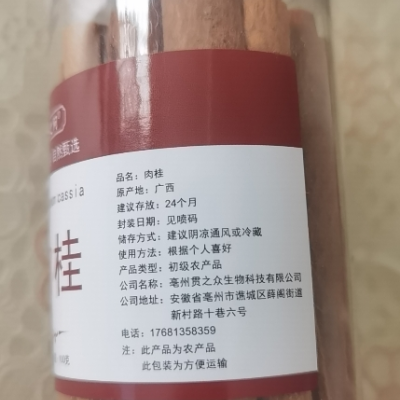 自然甄选
cassia
桂
品名：肉桂
原产地：广西
建议存放：24个月
封装日期：见喷码
储存方式：建议阴凉通风或冷藏
使用方法：根据个人喜好
产品类型：初级农产品
公司名称：亳州贯之众生物科技有限公司
公司地址：安徽省亳州市谯城区薛阁街道
新村路十巷六号
电话：17681358359
注：此产品为农产品
此包装为方便运输